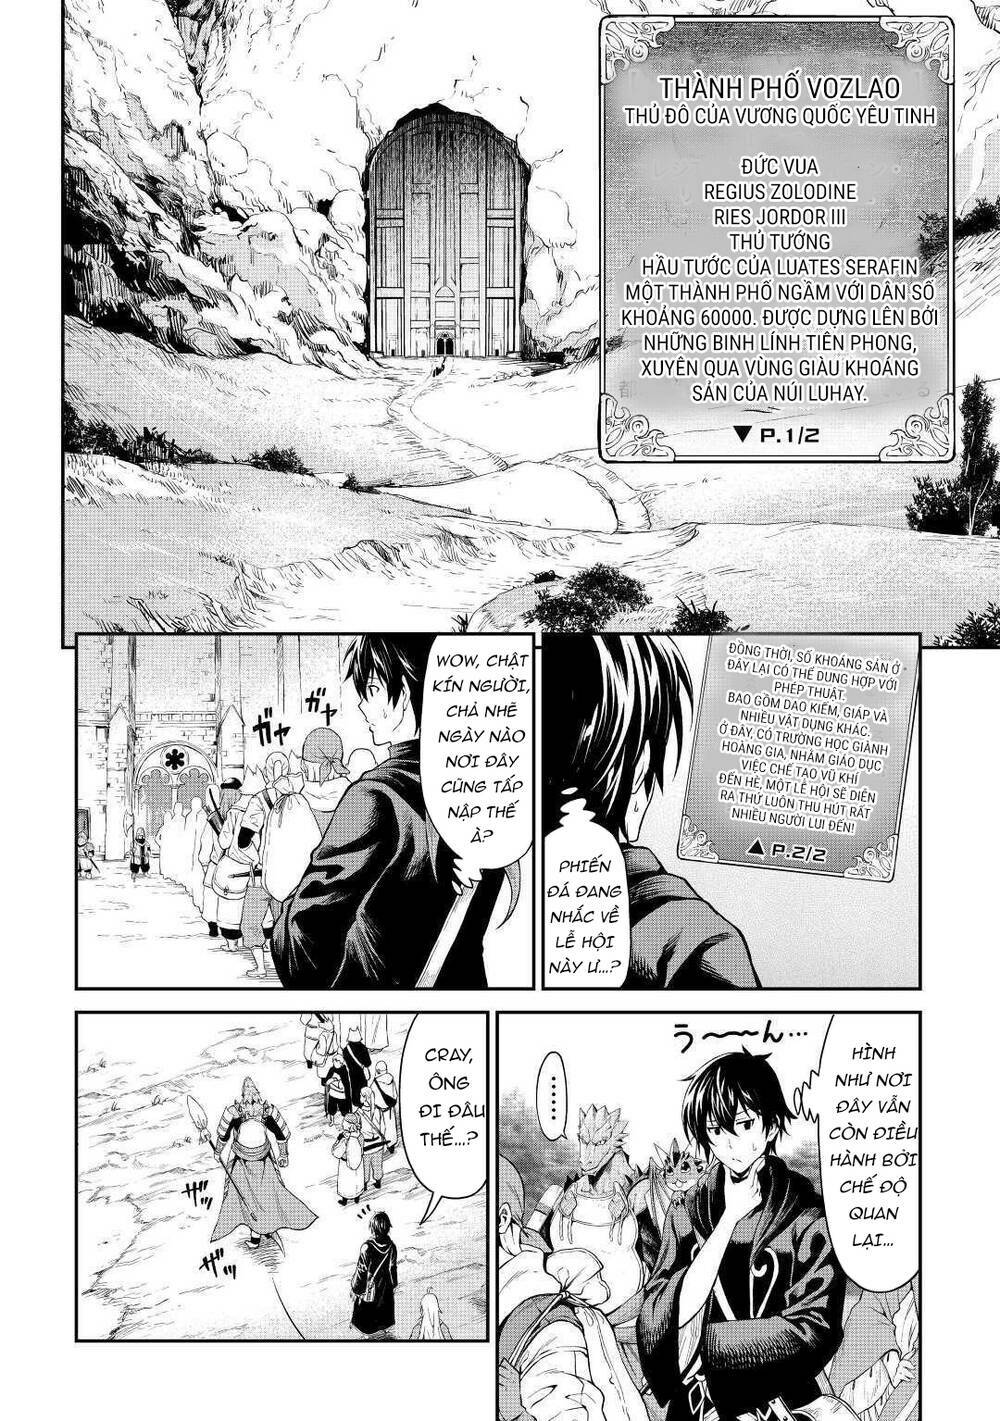 THÀNH PHỐ VOZLAO
THỦ ĐÔ CỦA VƯƠNG QUỐC YÊU TINH
ĐỨC VUA
REGIUS ZOLODINE
RIES JORDOR III
THỦ TƯỚNG
HẦU TƯỚC CỦA LUATES SERAFIN
MỘT THÀNH PHỐ NGẦM VỚI DÂN SỐ
KHOẢNG 60000. ĐƯỢC DỰNG LÊN BỞI
NHỮNG BINH LÍNH TIÊN PHONG,
XUYÊN QUA VÙNG GIÀU KHOÁNG
SẢN CỦA NÚI LUHAY.
▼ P.1/2
ĐỒNG THỜI, SỐ KHOÁNG SẢN Ở
ĐÂY LẠI CÓ THỂ DUNG HỢP VỚI
PHÉP THUẬT.
BAO GỒM DAO KIẾM, GIÁP VÀ
NHIỀU VẬT DỤNG KHÁC.
Ở ĐÂY, CÓ TRƯỜNG HỌC GIÀNH
HOÀNG GIA, NHẰM GIÁO DỤC
VIỆC CHẾ TẠO VŨ KHÍ
ĐẾN HÈ, MỘT LỄ HỘI SẼ DIỄN
RA THỨ LUÔN THU HÚT RẤT
NHIỀU NGƯỜI LUI ĐẾN!
▲ P.2/2
PHIẾN
ĐÁ ĐANG
NHẮC VỀ
LỄ HỘI
NÀY Ư...?
WOW, CHẬT
KÍN NGƯỜI,
CHẢ NHẼ
NGÀY NÀO
NƠI ĐÂY
CŨNG TẤP
NẬP THẾ
À?
ガヤ
ガヤ
う〜〜ん…
HÌNH
NHƯ NƠI
ĐÂY VẪN
CÒN ĐIỀU
HÀNH BỞI
CHẾ ĐỘ
QUAN
LẠI...
……
CRAY,
ÔNG
ĐI ĐÂU
THẾ...?